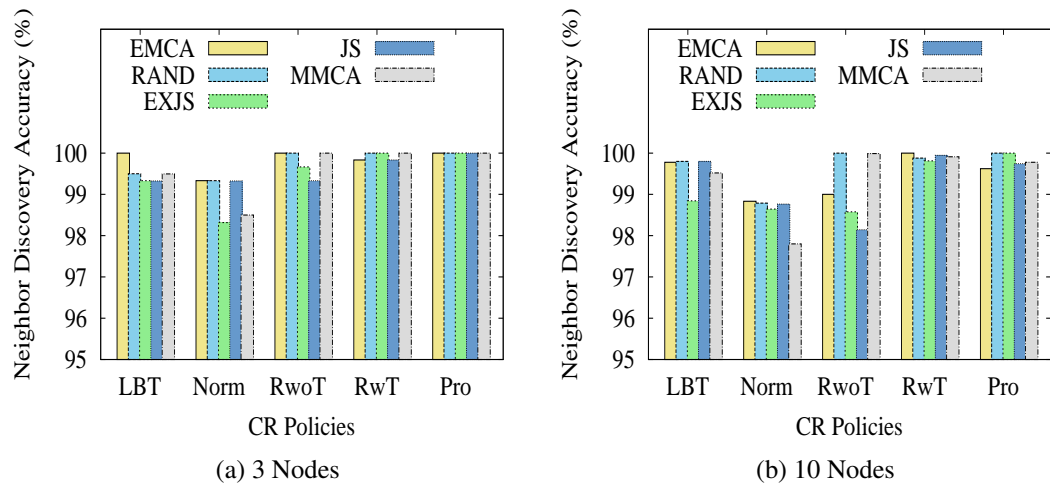 Neighbor Discovery Accuracy (%)
EMCA
RAND
EXJS
JS
MMCA
100
99
98
97
96
95
LBT Norm RwoT RwT Pro
CR Policies
(a) 3 Nodes
Neighbor Discovery Accuracy (%)
EMCA
RAND
EXJS
JS
MMCA
100
99
98
97
96
95
LBT Norm RwoT RwT Pro
CR Policies
(b) 10 Nodes